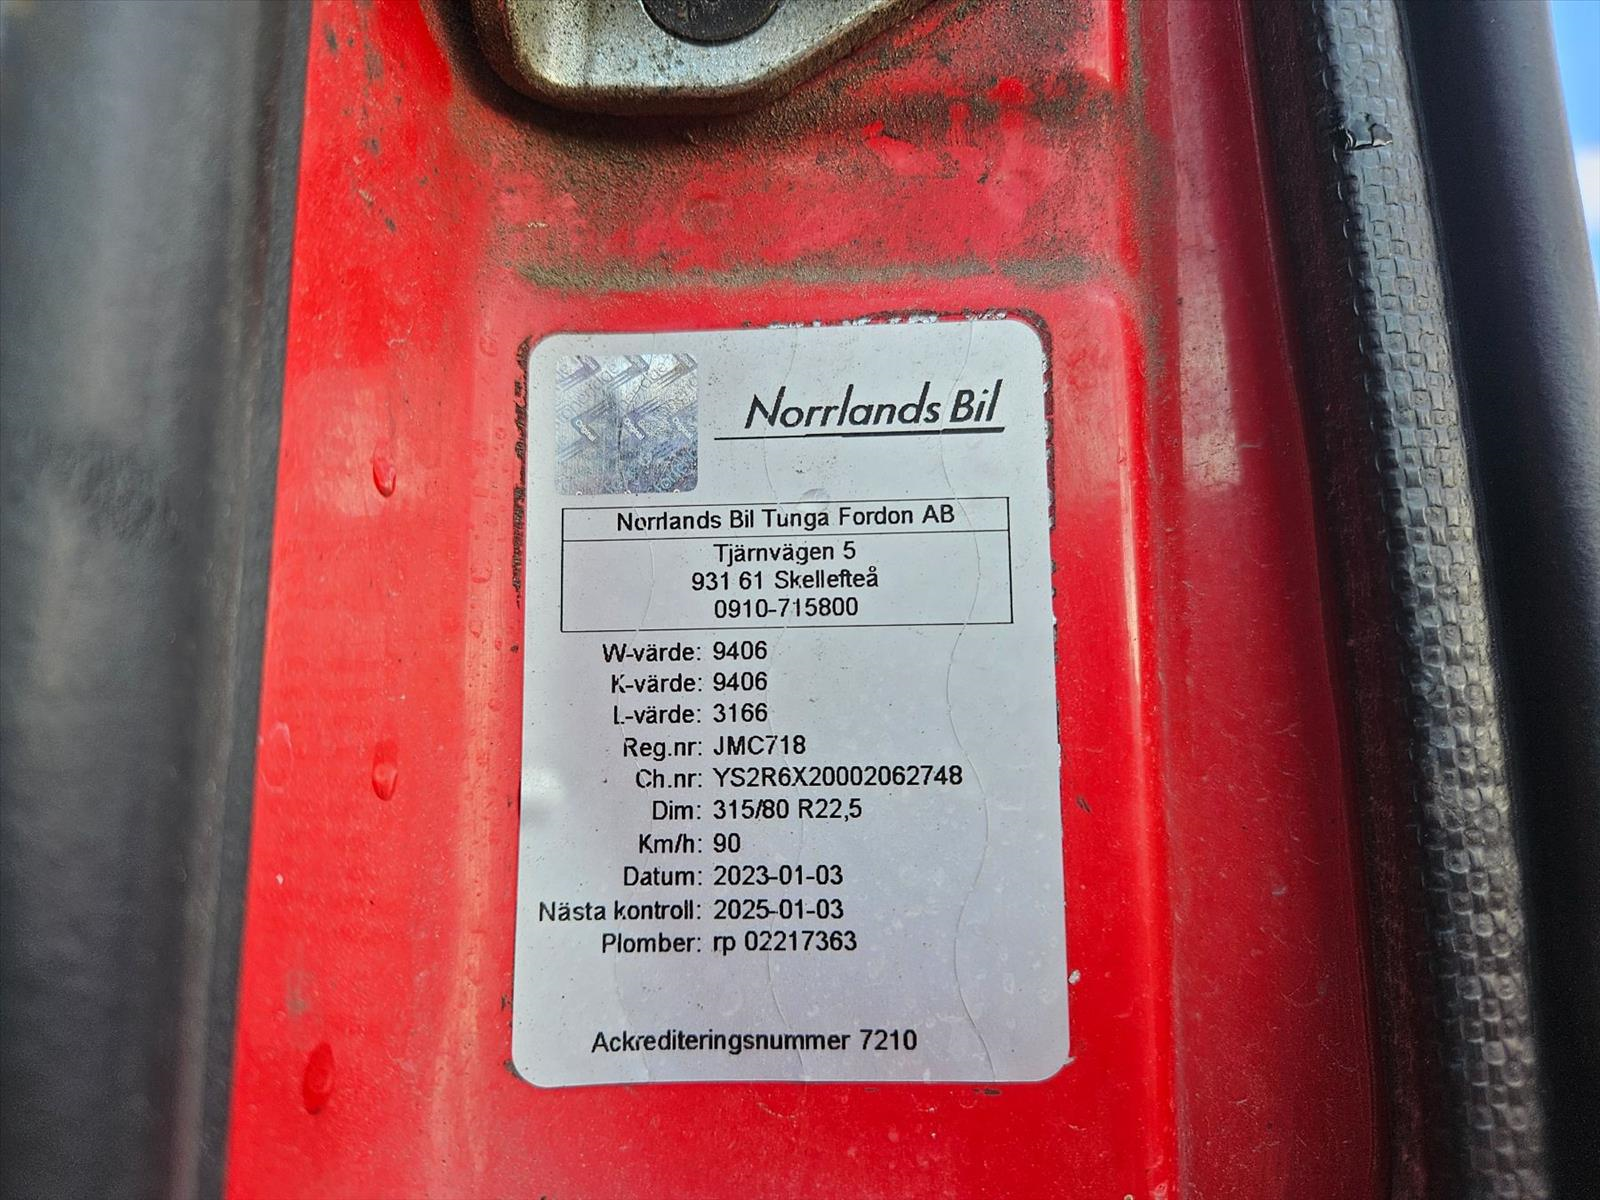 Norrlands Bil
Norrlands Bil Tunga Fordon AB
Tjärnvägen 5
931 61 Skellefteå
0910-715800
W-värde: 9406
K-värde: 9406
L-värde: 3166
Reg.nr: JMC718
Ch.nr: YS2R6X20002062748
Dim: 315/80 R22,5
Km/h: 90
Datum: 2023-01-03
Nästa kontroll: 2025-01-03
Plomber: rp 02217363
Ackrediteringsnummer 7210